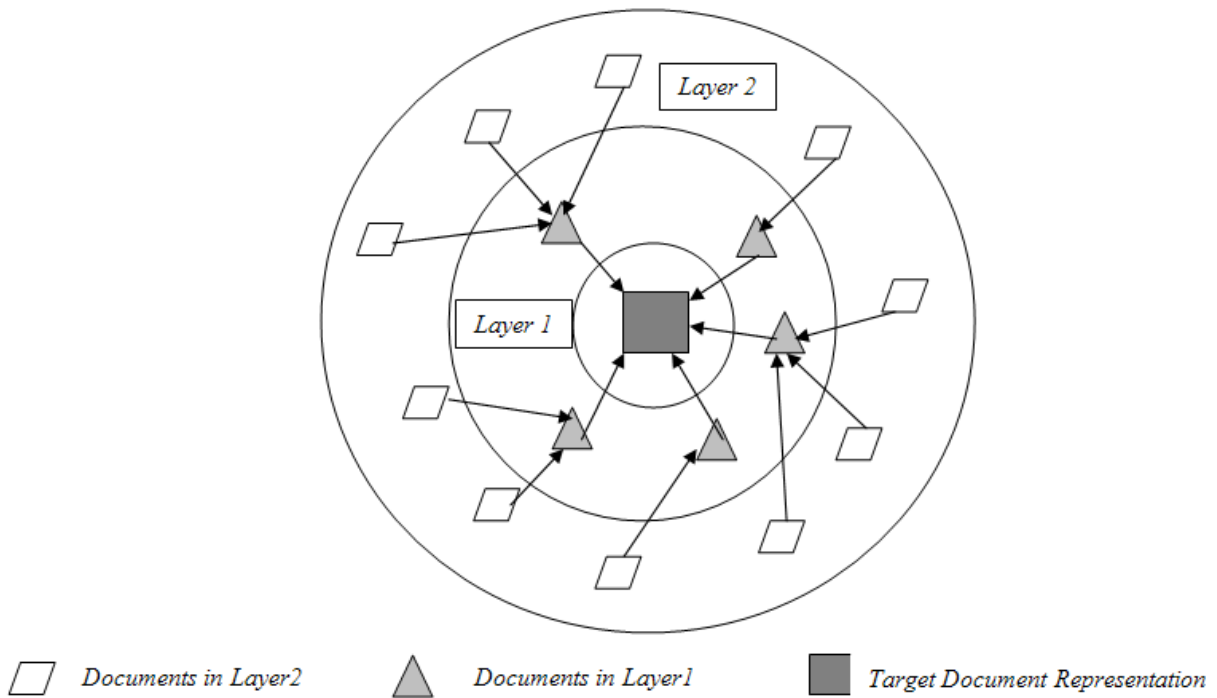 Layer 2
Layer 1
Documents in Layer2
Documents in Layer1
Target Document Representation